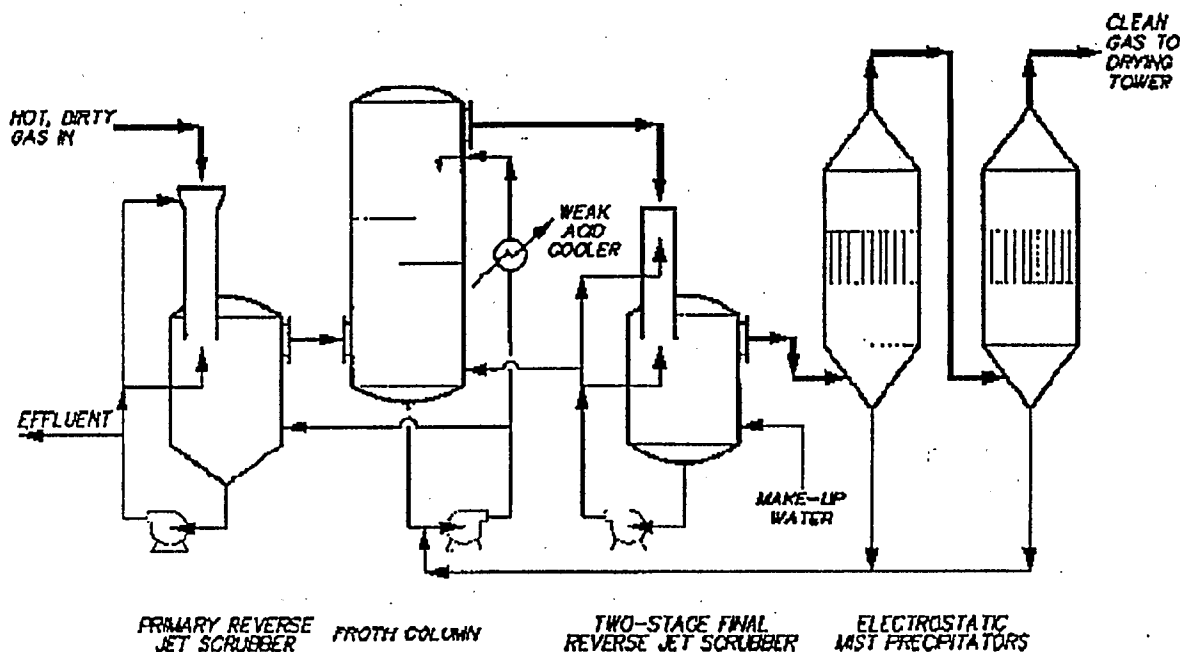 CLEAN
GAS TO
DRYING
TOWER
HOT, DIRTY
GAS IN
WEAK
ACID
COOLER
EFFLUENT
MAKE-UP
WATER
PRIMARY REVERSE
JET SCRUBBER
FROTH COLUMN
TWO-STAGE FINAL
REVERSE JET SCRUBBER
ELECTROSTATIC
MIST PRECPITATORS